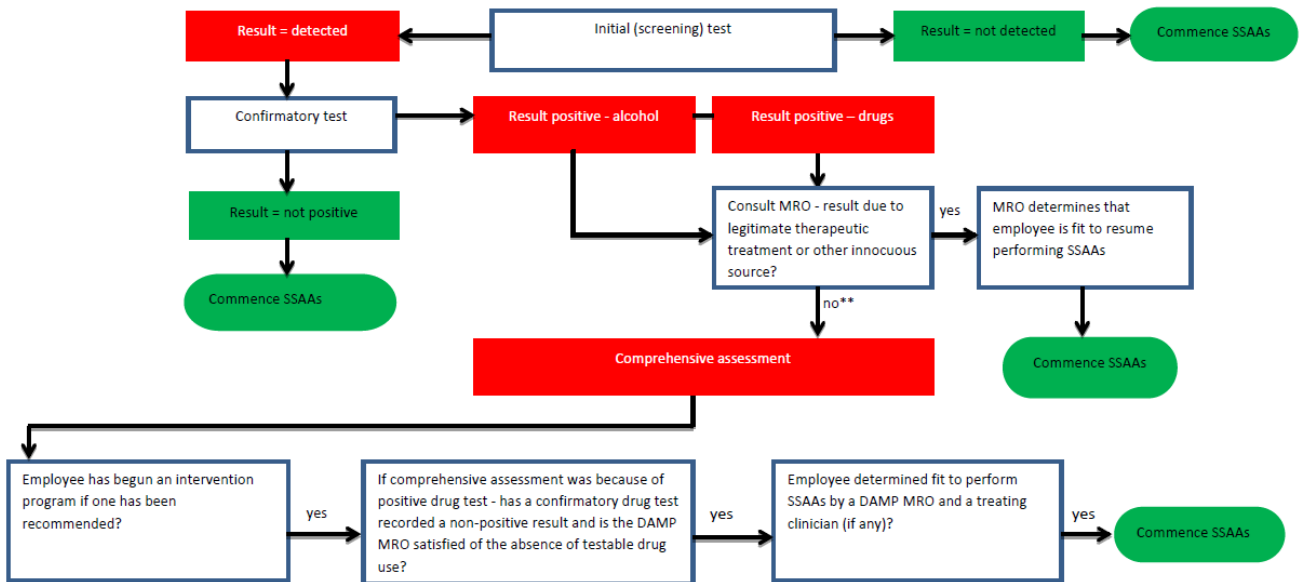 Result = detected
Initial (screening) test
Result = not detected
Commence SSAAs
Confirmatory test
Result positive - alcohol
Result positive – drugs
Result = not positive
Consult MRO - result due to
legitimate therapeutic
treatment or other innocuous
source?
yes
MRO determines that
employee is fit to resume
performing SSAAs
Commence SSAAs
no**
Comprehensive assessment
Commence SSAAs
Employee has begun an intervention
program if one has been
recommended?
yes
If comprehensive assessment was because of
positive drug test - has a confirmatory drug test
recorded a non-positive result and is the DAMP
MRO satisfied of the absence of testable drug
use?
yes
Employee determined fit to perform
SSAAs by a DAMP MRO and a treating
clinician (if any)?
yes
Commence SSAAs